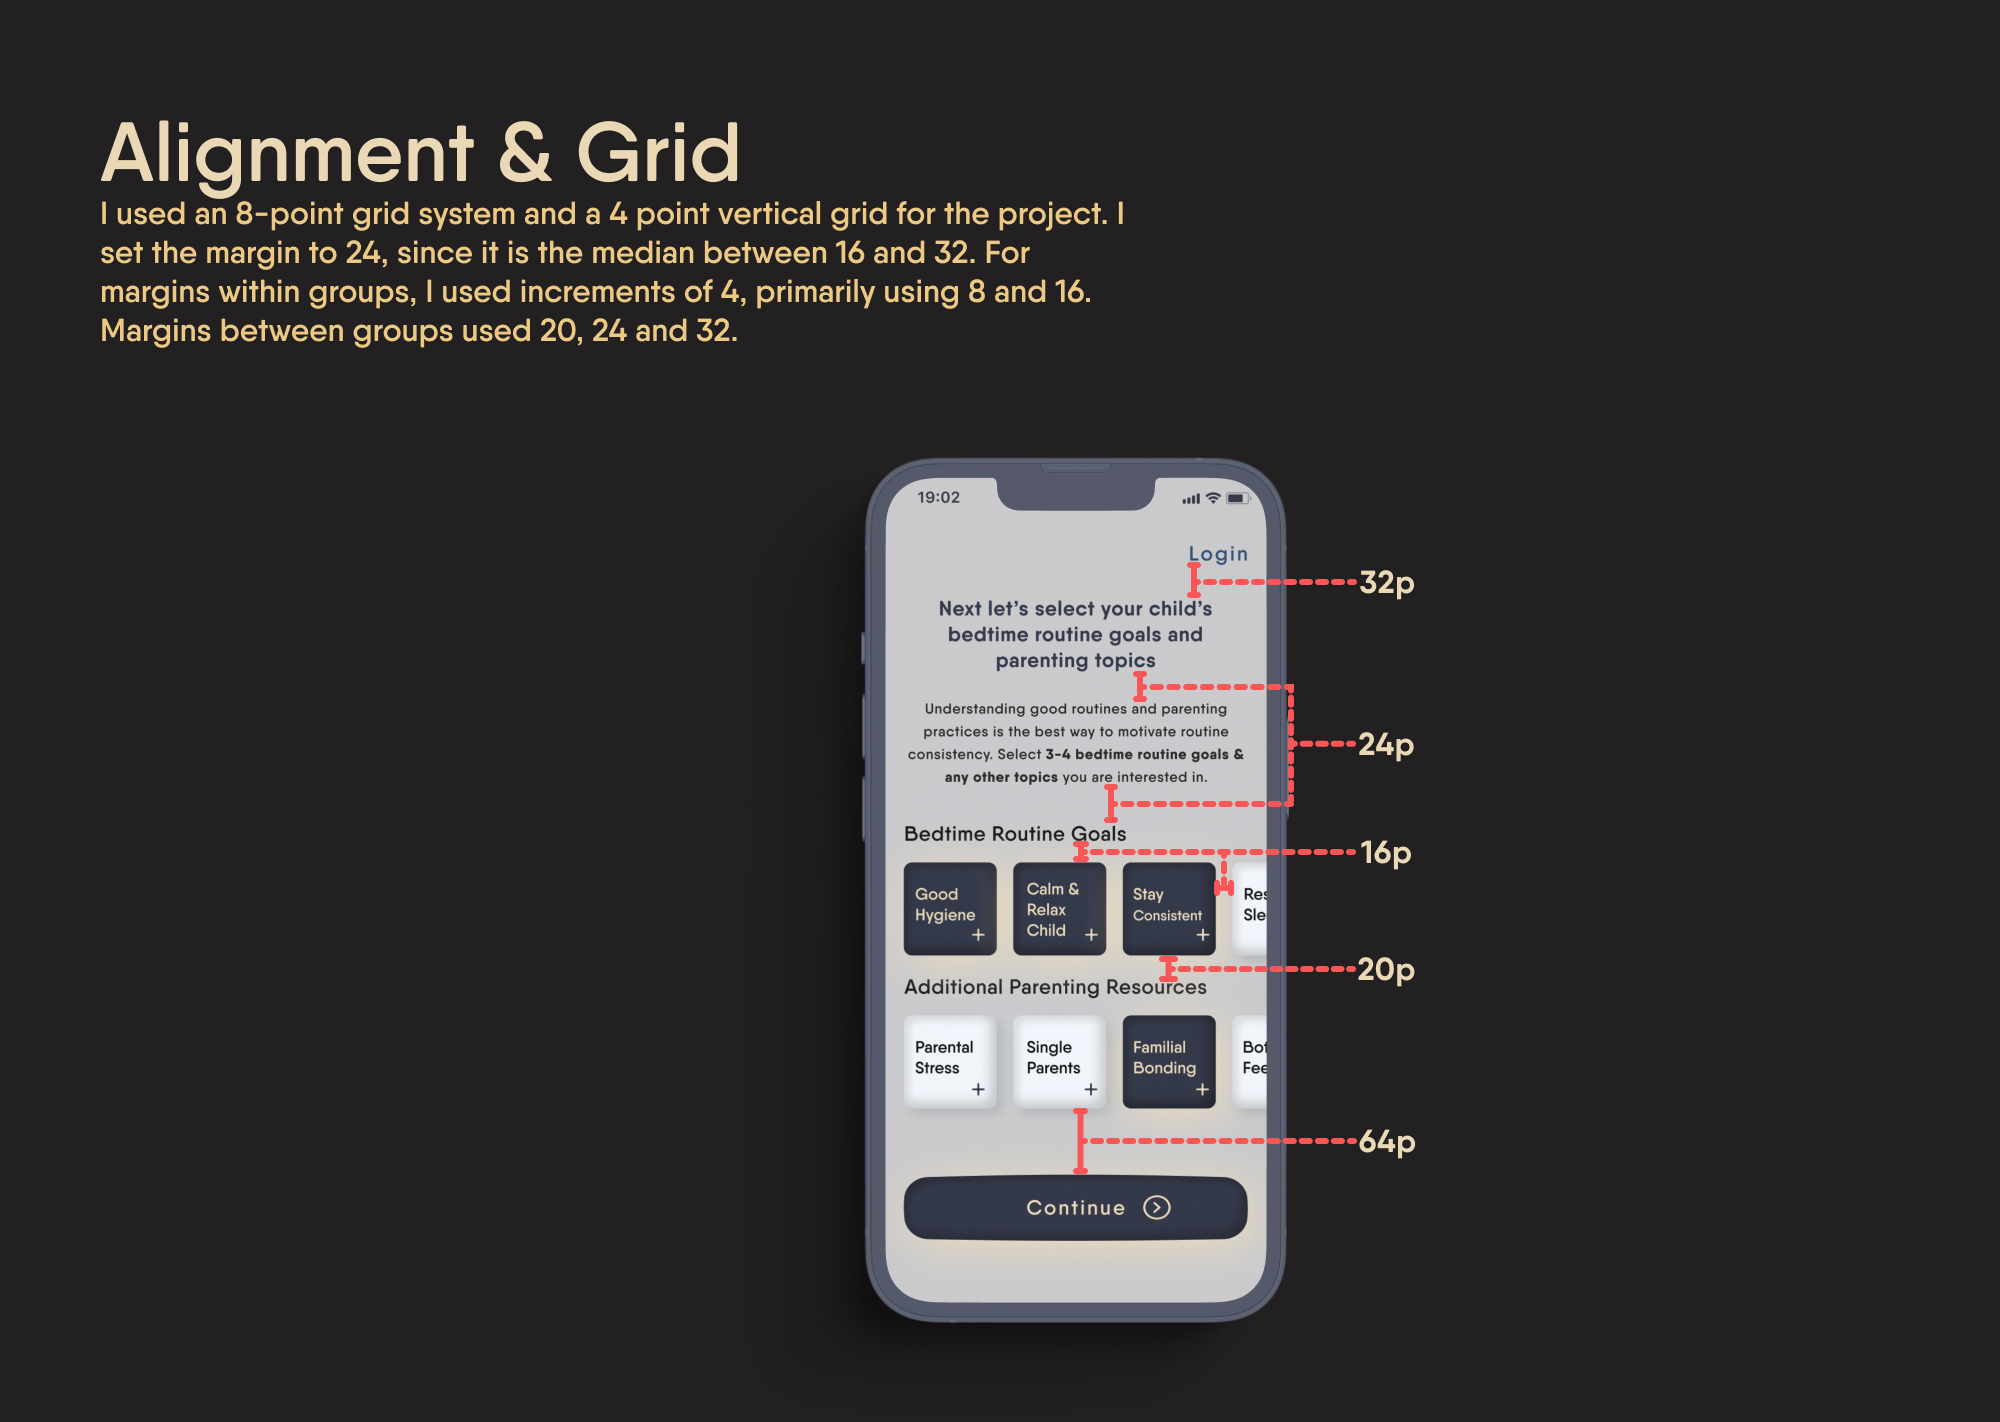 Alignment & Grid
I used an 8-point grid system and a 4 point vertical grid for the project. I
set the margin to 24, since it is the median between 16 and 32. For
margins within groups, I used increments of 4, primarily using 8 and 16.
Margins between groups used 20, 24 and 32.
19:02
Login
32p
Next let's select your child's
bedtime routine goals and
parenting topics
Understanding good routines and parenting
practices is the best way to motivate routine
consistency. Select 3-4 bedtime routine goals &
any other topics you are interested in.
24p
Bedtime Routine Goals
16p
Good
Hygiene
+
Calm &
Relax
Child
+
Stay
Consistent
+
Res
Sle
20p
Additional Parenting Resources
Parental
Stress
+
Single
Parents
+
Familial
Bonding
+
Bot
Fee
64p
Continue